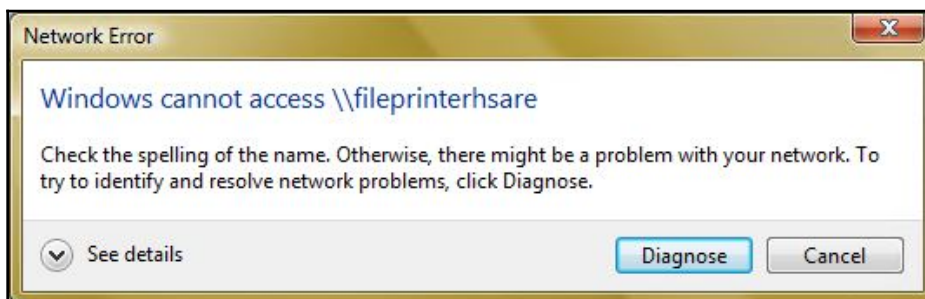 Network Error
Windows cannot access \\fileprinterhsare
Check the spelling of the name. Otherwise, there might be a problem with your network. To
try to identify and resolve network problems, click Diagnose.
See details
Diagnose
Cancel